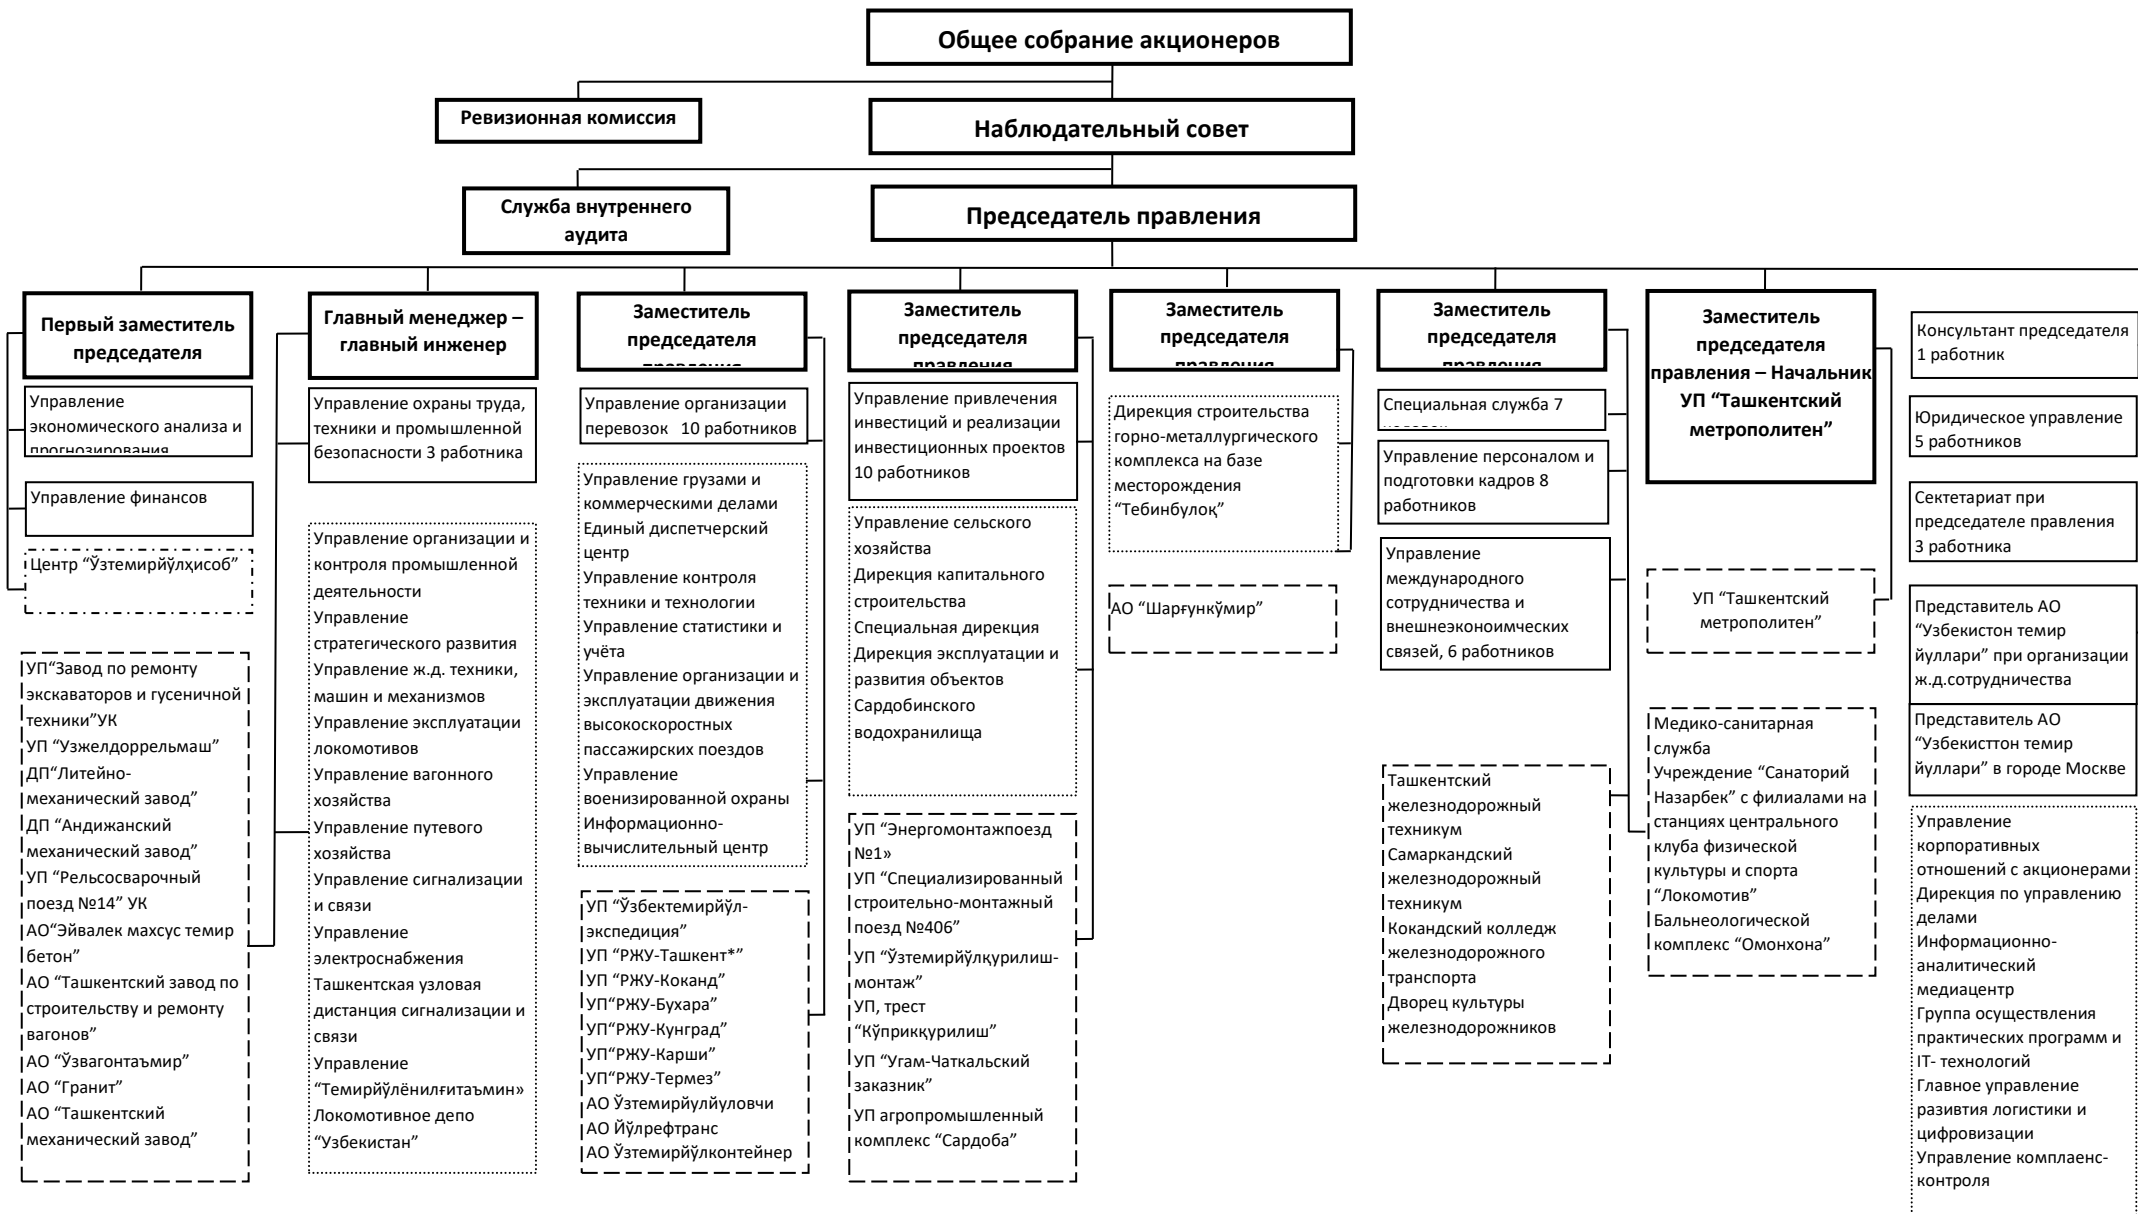 Общее собрание акционеров
Ревизионная комиссия
Наблюдательный совет
Служба внутреннего
аудита
Председатель правления
Первый заместитель
председателя
Управление
экономического анализа и
прогнозирования
Управление финансов
Центр “Ўзтемирйўлҳисоб”
УП“Завод по ремонту
экскаваторов и гусеничной
техники”УК
УП “Узжелдоррельмаш”
ДП“Литейно-
механический завод”
ДП “Андижанский
механический завод”
УП “Рельсосварочный
поезд №14” УК
АО“Эйвалек махсус темир
бетон”
АО “Ташкентский завод по
строительству и ремонту
вагонов”
АО “Ўзвагонтаъмир”
АО “Гранит”
АО “Ташкентский
механический завод”
Главный менеджер –
главный инженер
Управление охраны труда,
техники и промышленной
безопасности 3 работника
Управление организации и
контроля промышленной
деятельности
Управление
стратегического развития
Управление ж.д. техники,
машин и механизмов
Управление эксплуатации
локомотивов
Управление вагонного
хозяйства
Управление путевого
хозяйства
Управление сигнализации
и связи
Управление
электроснабжения
Ташкентская узловая
дистанция сигнализации и
связи
Управление
“Темирйўлёнилғитаъмин»
Локомотивное депо
“Узбекистан”
Заместитель
председателя
правления
Управление организации
перевозок 10 работников
Управление грузами и
коммерческими делами
Единый диспетчерский
центр
Управление контроля
техники и технологии
Управление статистики и
учёта
Управление организации и
эксплуатации движения
высокоскоростных
пассажирских поездов
Управление
военизированной охраны
Информационно-
вычислительный центр
УП “Ўзбектемирйўл-
экспедиция”
УП “РЖУ-Ташкент*”
УП “РЖУ-Коканд
УП“РЖУ-Бухара”
УП“РЖУ-Кунград”
УП“РЖУ-Карши”
УП“РЖУ-Термез”
АО Ўзтемирйулйуловчи
АО Йўлрефтранс
АО Ўзтемирйўлконтейнер
Заместитель
председателя
правления
Управление привлечения
инвестиций и реализации
инвестиционных проектов
10 работников
Управление сельского
хозяйства
Дирекция капитального
строительства
Специальная дирекция
Дирекция эксплуатации и
развития объектов
Сардобинского
водохранилища
УП “Энергомонтажпоезд
№1»
УП “Специализированный
строительно-монтажный
поезд №406”
УП “Ўзтемирйўлқурилиш-
монтаж”
УП, трест
“Кўприкқурилиш”
УП “Угам-Чаткальский
заказник”
УП агропромышленный
комплекс “Сардоба”
Заместитель
председателя
правления
Дирекция строительства
горно-металлургического
комплекса на базе
месторождения
“Тебинбулоқ”
АО “Шарғункўмир”
Заместитель
председателя
правления
Специальная служба 7
Управление персоналом и
подготовки кадров 8
работников
Управление
международного
сотрудничества и
внешнеэконоимческих
связей, 6 работников
Ташкентский
железнодорожный
техникум
Самаркандский
железнодорожный
техникум
Кокандский колледж
железнодорожного
транспорта
Дворец культуры
железнодорожников
Заместитель
председателя
правления – Начальник
УП “Ташкентский
метрополитен”
УП “Ташкентский
метрополитен”
Медико-санитарная
служба
Учреждение “Санаторий
Назарбек” с филиалами на
станциях центрального
клуба физической
культуры и спорта
“Локомотив”
Бальнеологической
комплекс “Омонхона”
Консультант председателя
1 работник
Юридическое управление
5 работников
Сектетариат при
председателе правления
3 работника
Представитель АО
“Узбекистон темир
йуллари” при организации
ж.д.сотрудничества
Представитель АО
“Узбекисттон темир
йуллари” в городе Москве
Управление
корпоративных
отношений с акционерами
Дирекция по управлению
делами
Информационно-
аналитический
медиацентр
Группа осуществления
практических программ и
IT- технологий
Главное управление
разивтия логистики и
цифровизации
Управление комплаенс-
контроля